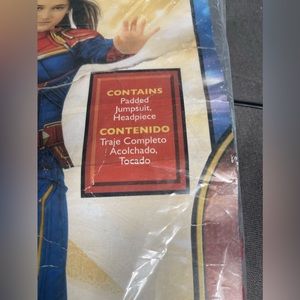 CONTAINS
Padded
Jumpsuit,
Headpiece
CONTENIDO
Traje Completo
Acolchado,
Tocado